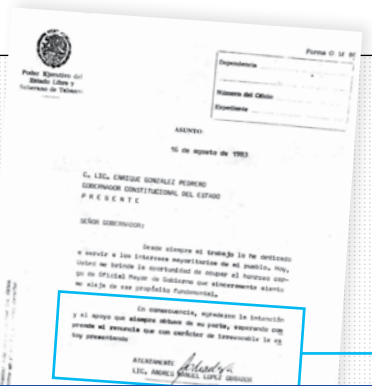 Forma O M
Poder Ejecutivo del
Estado Libre y
Soberano de Tabasco
Dependencia
Número del Oficio
Expediente
ASUNTO:
16 de agosto de 1983
C. LIC. ENRIQUE GONZALEZ PEDRERO
GOBERNADOR CONSTITUCIONAL DEL ESTADO
P R E S E N T E
SEÑOR GOBERNADOR:
Desde siempre mi trabajo lo he dedicado
a servir a los intereses mayoritarios de mi pueblo. Hoy,
Usted me brinda la oportunidad de ocupar el honroso car-
go de Oficial Mayor de Gobierno que sinceramente siento
me aleja de ese propósito fundamental.
En consecuencia, agradezco la intención
y el apoyo que siempre obtuve de su parte, esperando com
prenda mi renuncia que con carácter de irrevocable le es
toy presentando
ATENTAMENTE
LIC. ANDRES MANUEL LOPEZ OBRADOR